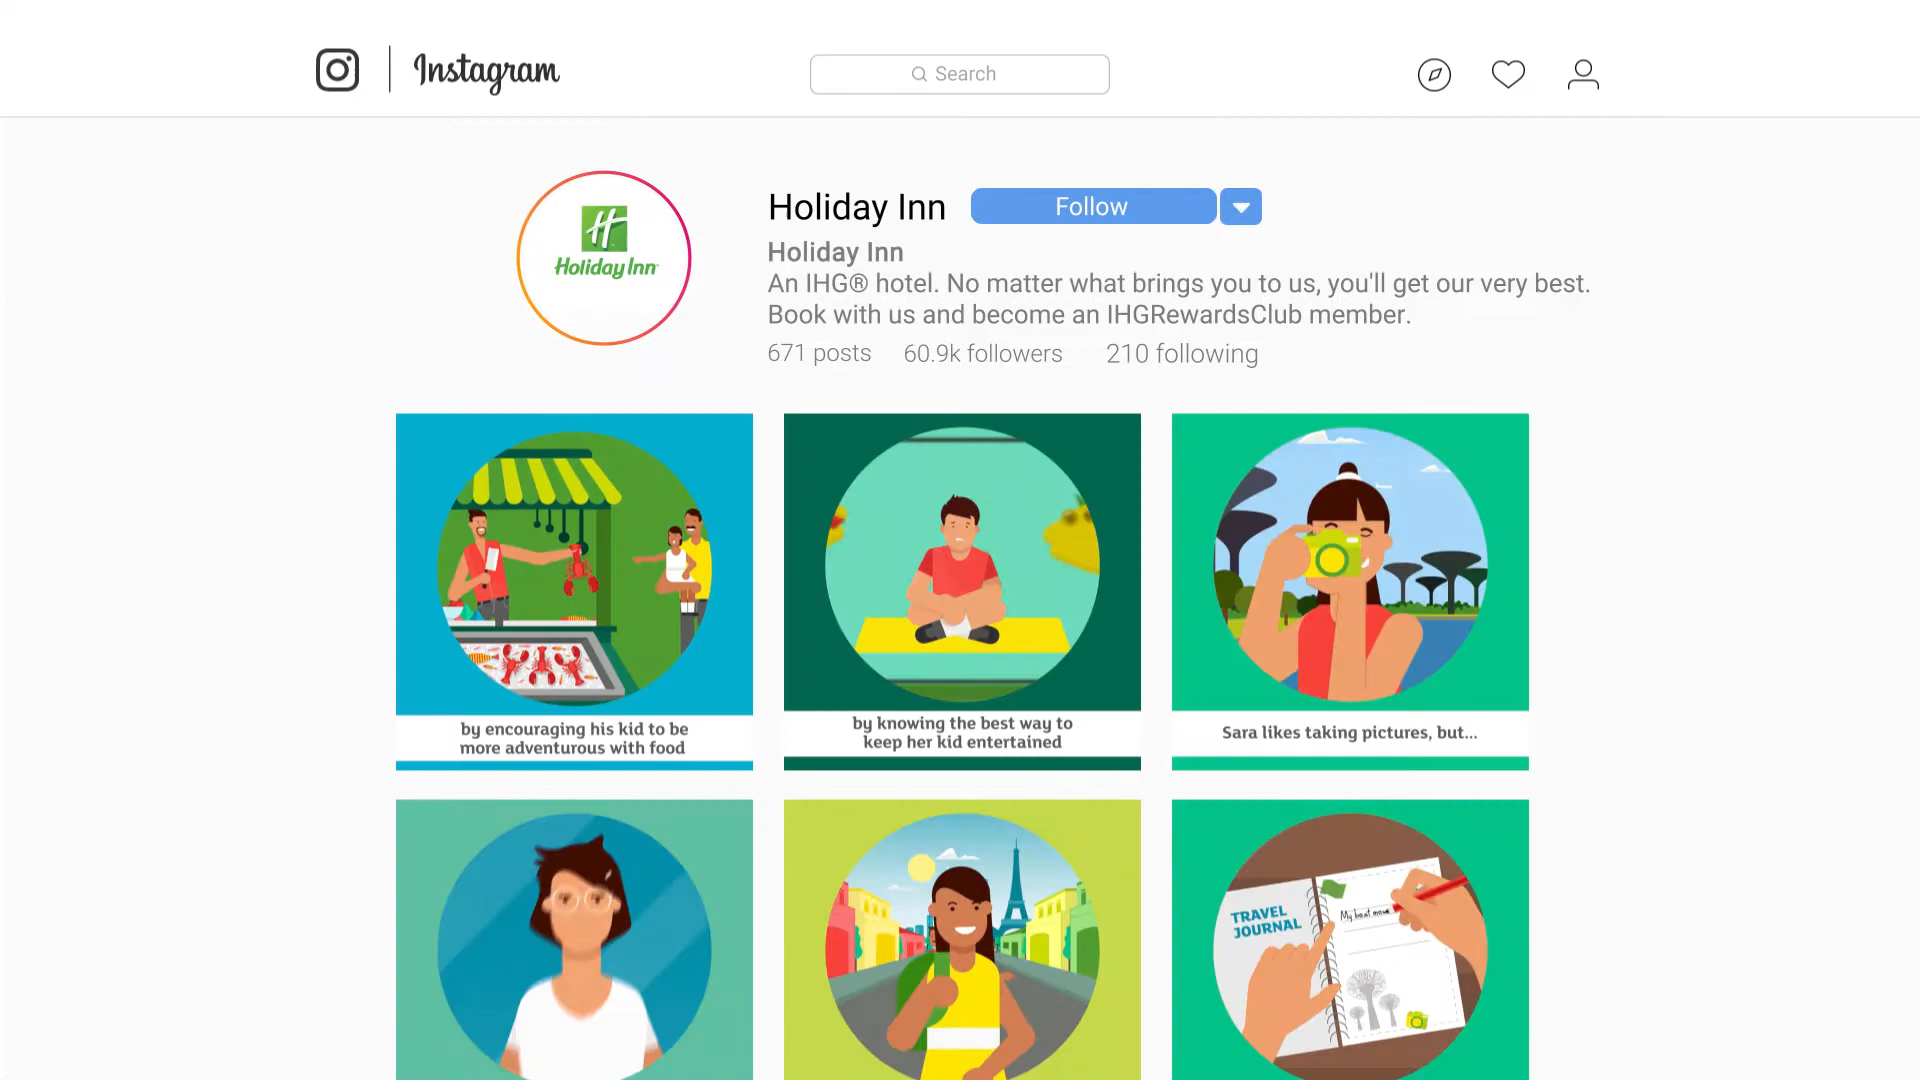 Instagram
Search
Holiday Inn
Follow
Holiday Inn
Holiday Inn
An IHG® hotel. No matter what brings you to us, you'll get our very best.
Book with us and become an IHGRewardsClub member.
671 posts 60.9k followers 210 following
by encouraging his kid to be
more adventurous with food
by knowing the best way to
keep her kid entertained
Sara likes taking pictures, but...
TRAVEL
JOURNAL
My best